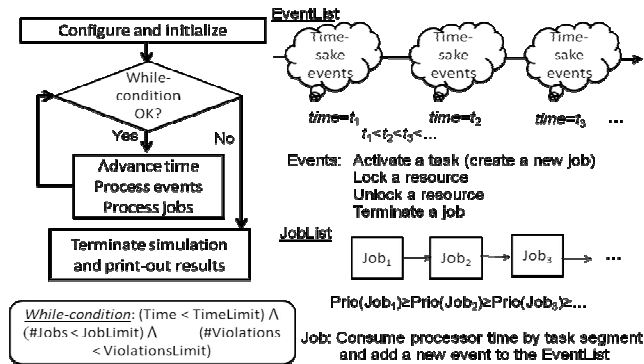 Configure and Initialize
While-
condition
OK?
Yes
No
Advance time
Process events
Process jobs
Terminate simulation
and print-out results
While-condition: (Time < TimeLimit) Λ
(#Jobs < JobLimit) Λ (#Violations
< ViolationsLimit)
EventList
Time-
sake
events
Time-
sake
events
Time-
sake
events
time=t1
time=t2
time=t3 ...
t1<t2<t3<...
Events: Activate a task (create a new job)
Lock a resource
Unlock a resource
Terminate a job
JobList
Job1
Job2
Job3
...
Prio(Job1)≥Prio(Job2)≥Prio(Job3)≥...
Job: Consume processor time by task segment
and add a new event to the EventList